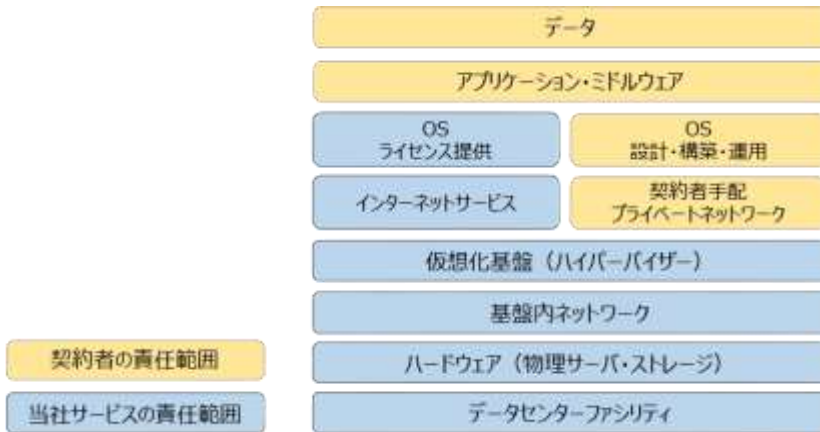 データ
アプリケーション・ミドルウェア
OS
ライセンス提供
OS
設計・構築・運用
インターネットサービス
契約者手配
プライベートネットワーク
仮想化基盤（ハイパーバイザー）
基盤内ネットワーク
契約者の責任範囲
ハードウェア（物理サーバ・ストレージ）
当社サービスの責任範囲
データセンターファシリティ